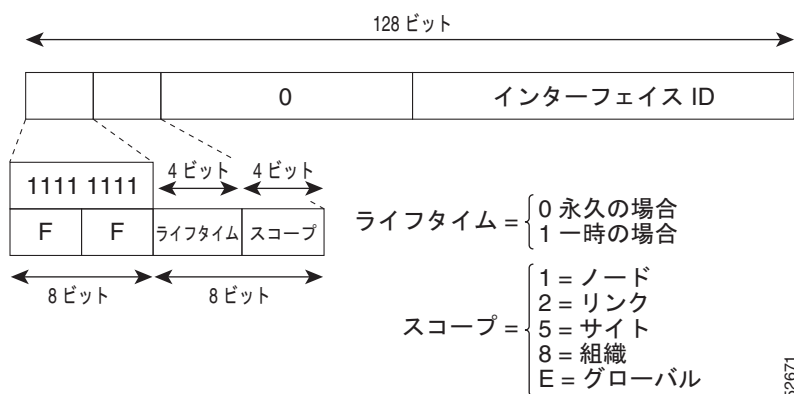 128 ビット
0
インターフェイス ID
1111 1111
4 ビット
4 ビット
F
F
ライフタイム
スコープ
8 ビット
8 ビット
ライフタイム =
0 永久の場合
1 一時の場合
スコープ =
1 = ノード
2 = リンク
5 = サイト
8 = 組織
E = グローバル
52671